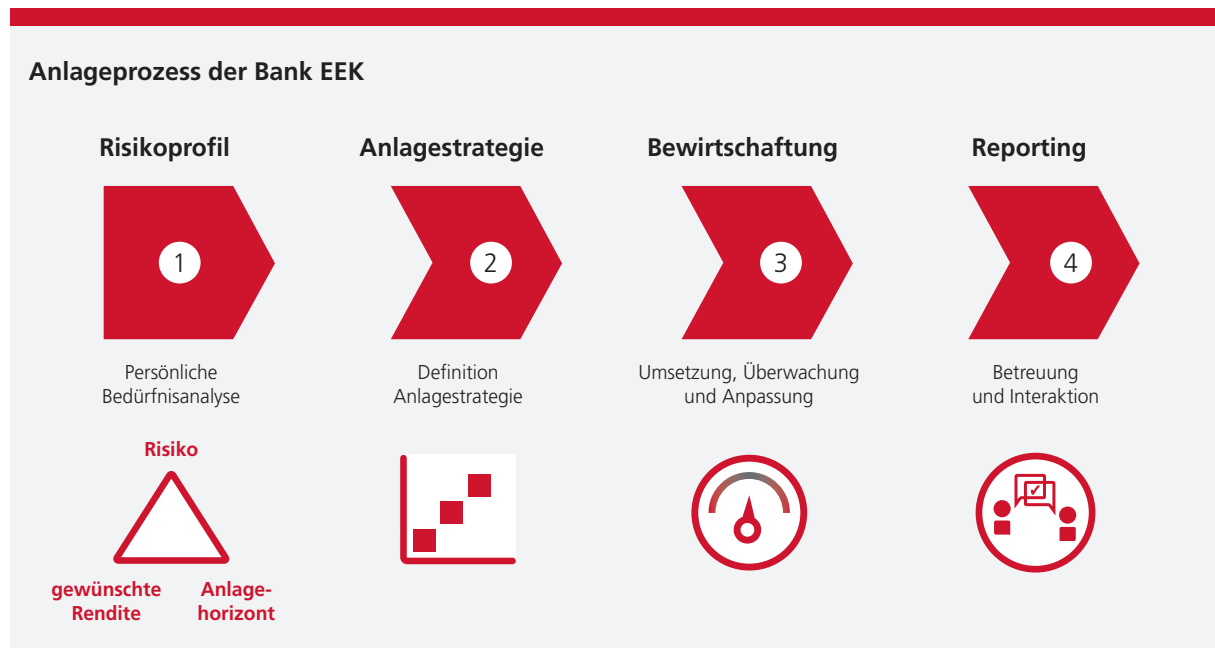 Anlageprozess der Bank EEK
Risikoprofil
1
Persönliche
Bedürfnisanalyse
Risiko
gewünschte
Rendite
Anlage-
horizont
Anlagestrategie
2
Definition
Anlagestrategie
Bewirtschaftung
3
Umsetzung, Überwachung
und Anpassung
Reporting
4
Betreuung
und Interaktion